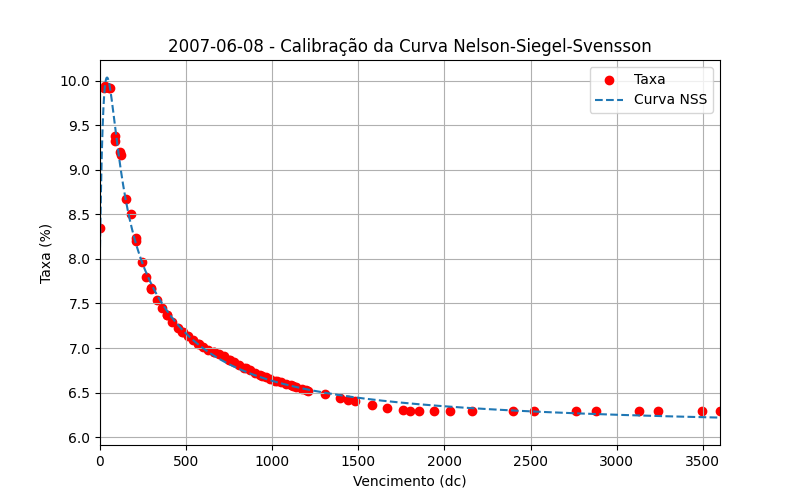 2007-06-08 - Calibração da Curva Nelson-Siegel-Svensson
Taxa
Curva NSS
10.0
9.5
9.0
8.5
8.0
7.5
7.0
6.5
6.0
Taxa (%)
0 500 1000 1500 2000 2500 3000 3500
Vencimento (dc)